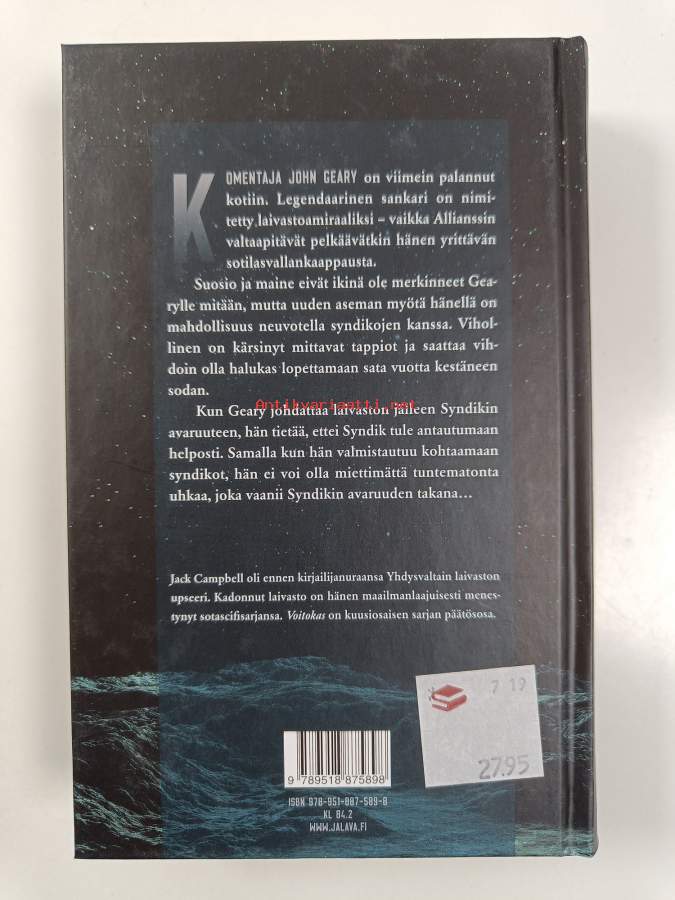 KOMENTAJA JOHN GEARY on viimein palannut
kotiin. Legendaarinen sankari on nimi-
tetty laivastoamiraaliksi – vaikka Allianssin
valtaapitävät pelkäävätkin hänen yrittävän
sotilasvallankaappausta.
Suosio ja maine eivät ikinä ole merkinneet Gea-
rylle mitään, mutta uuden aseman myötä hänellä on
mahdollisuus neuvotella syndikojen kanssa. Vihol-
linen on kärsinyt mittavat tappiot ja saattaa vih-
doin olla halukas lopettamaan sata vuotta kestäneen
sodan.
Antikvariaatti.net
Kun Geary johdattaa laivaston jälleen Syndikin
avaruuteen, hän tietää, ettei Syndik tule antautumaan
helposti. Samalla kun hän valmistautuu kohtaamaan
syndikot, hän ei voi olla miettimättä tuntematonta
uhkaa, joka vaanii Syndikin avaruuden takana…
Jack Campbell oli ennen kirjailijanuraansa Yhdysvaltain laivaston
upseeri. Kadonnut laivasto on hänen maailmanlaajuisesti menes-
tynyt sotascifisarjansa. Voitokas on kuusiosaisen sarjan päätösosa.
7 19
27.95
9 789518 875898
ISBN 978-951-887-589-8
KL 84.2
WWW.JALAVA.FI